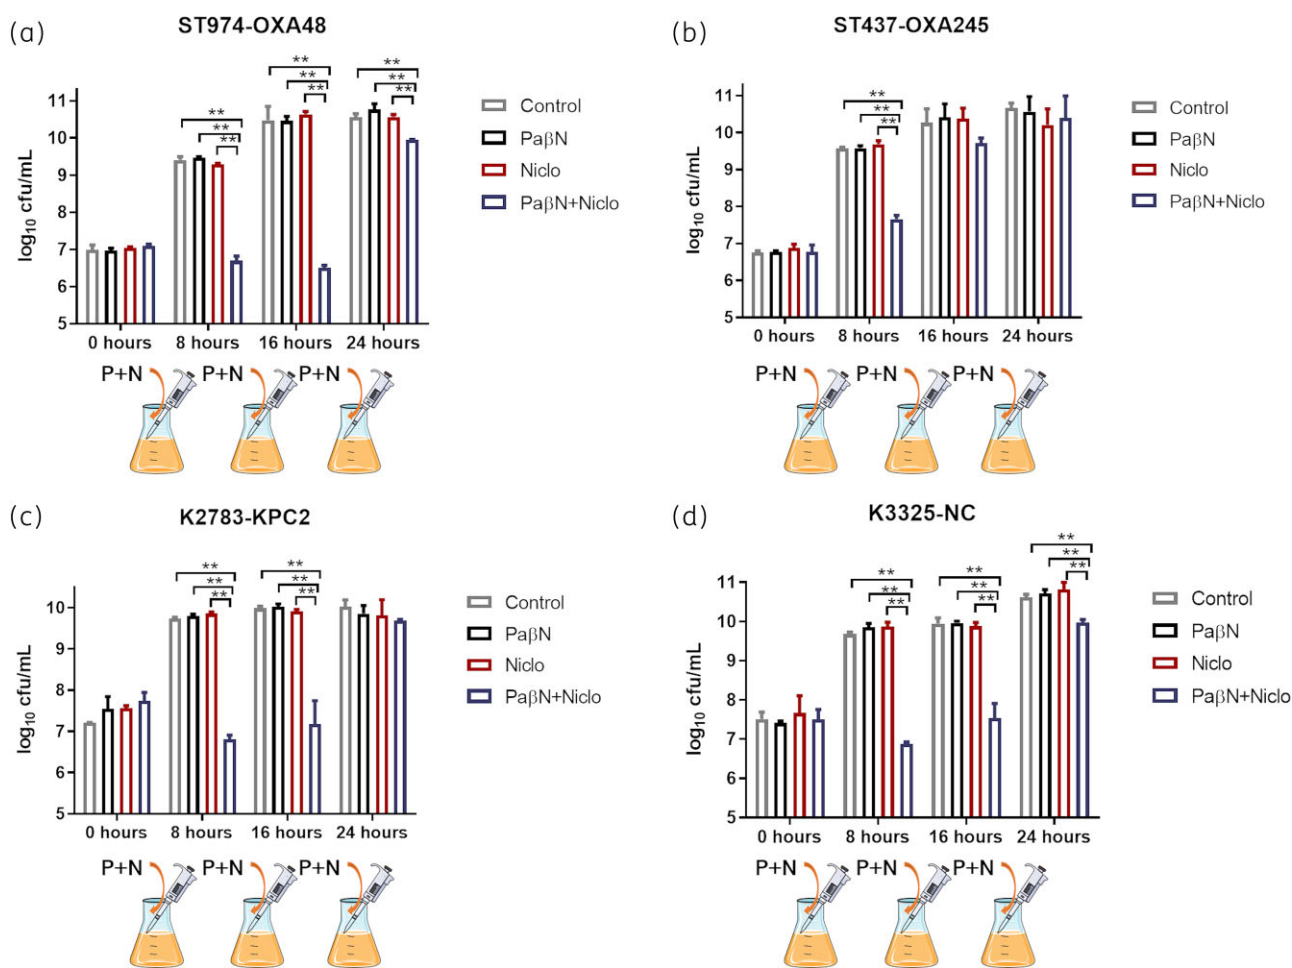 (a)
ST974-OXA48
** ** **
** ** **
** ** **
11
10
9
8
7
6
5
log10 cfu/mL
0 hours 8 hours 16 hours 24 hours
Control
PaβN
Niclo
PaβN+Niclo
P+N P+N P+N
(b)
ST437-OXA245
**
**
**
11
10
9
8
7
6
5
log10 cfu/mL
0 hours 8 hours 16 hours 24 hours
Control
PaβN
Niclo
PaβN+Niclo
P+N P+N P+N
(c)
K2783-KPC2
** **
** **
** **
10
9
8
7
6
5
log10 cfu/mL
0 hours 8 hours 16 hours 24 hours
Control
PaβN
Niclo
PaβN+Niclo
P+N P+N P+N
(d)
K3325-NC
** ** **
** ** **
** ** **
11
10
9
8
7
6
5
log10 cfu/mL
0 hours 8 hours 16 hours 24 hours
Control
PaβN
Niclo
PaβN+Niclo
P+N P+N P+N